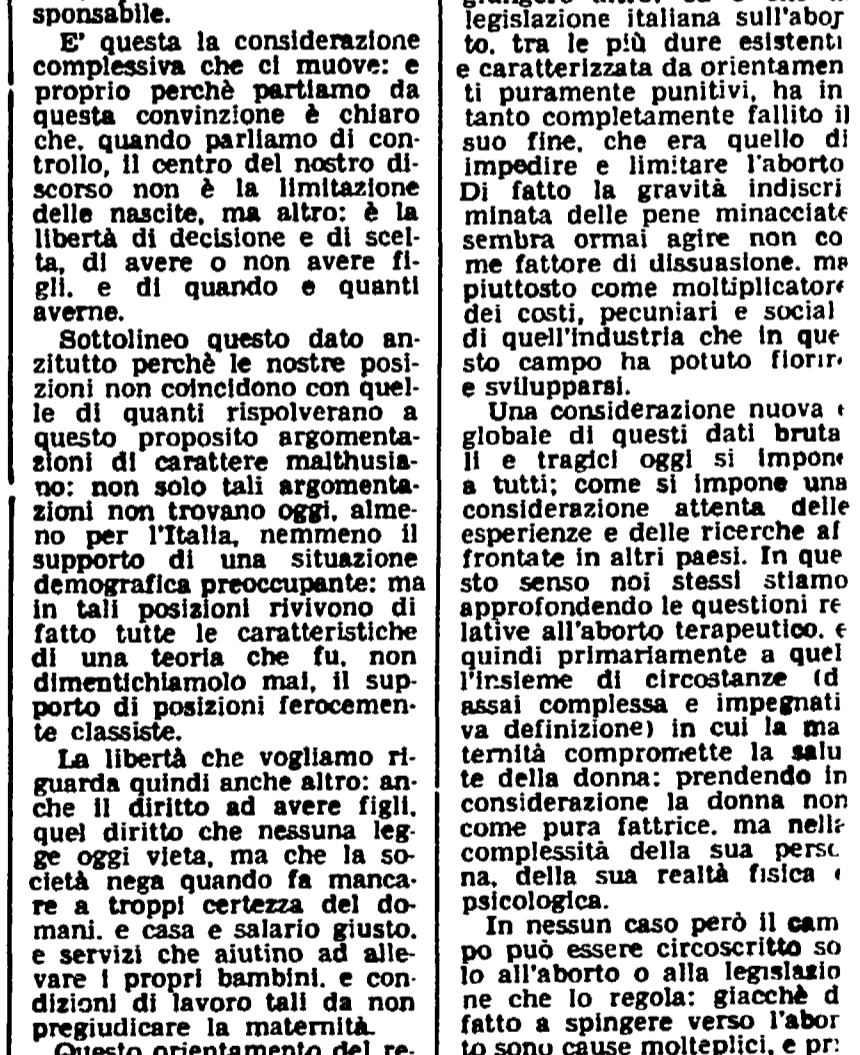 sponsabile.
E' questa la considerazione
complessiva che ci muove: e
proprio perchè partiamo da
questa convinzione è chiaro
che, quando parliamo di con-
trollo, il centro del nostro di-
scorso non è la limitazione
delle nascite, ma altro: è la
libertà di decisione e di scel-
ta, di avere o non avere fi-
gli, e di quando e quanti
averne.
Sottolineo questo dato an-
zitutto perchè le nostre posi-
zioni non coincidono con quel-
le di quanti rispolverano a
questo proposito argomenta-
zioni di carattere malthusia-
no: non solo tali argomenta-
zioni non trovano oggi, alme-
no per l'Italia, nemmeno il
supporto di una situazione
demografica preoccupante: ma
in tali posizioni rivivono di
fatto tutte le caratteristiche
di una teoria che fu, non
dimentichiamolo mai, il sup-
porto di posizioni ferocemen-
te classiste.
La libertà che vogliamo ri-
guarda quindi anche altro: an-
che il diritto ad avere figli,
quel diritto che nessuna leg-
ge oggi vieta, ma che la so-
cietà nega quando fa manca-
re a troppi certezza del do-
mani, e casa e salario giusto,
e servizi che aiutino ad alle-
vare i propri bambini, e con-
dizioni di lavoro tali da non
pregiudicare la maternità.
Questo orientamento del re-
legislazione italiana sull'abor
to, tra le più dure esistenti
e caratterizzata da orientamen
ti puramente punitivi, ha in
tanto completamente fallito il
suo fine, che era quello di
impedire e limitare l'aborto
Di fatto la gravità indiscri
minata delle pene minacciate
sembra ormai agire non co
me fattore di dissuasione, ma
piuttosto come moltiplicatore
dei costi, pecuniari e social
di quell'industria che in que
sto campo ha potuto fiorir
e svilupparsi.
Una considerazione nuova e
globale di questi dati bruta
li e tragici oggi si impone
a tutti; come si impone una
considerazione attenta delle
esperienze e delle ricerche af
frontate in altri paesi. In que
sto senso noi stessi stiamo
approfondendo le questioni re
lative all'aborto terapeutico, e
quindi primariamente a quel
l'insieme di circostanze (d
assai complessa e impegnati
va definizione) in cui la ma
ternità compromette la salu
te della donna: prendendo in
considerazione la donna non
come pura fattrice, ma nella
complessità della sua perso
na, della sua realtà fisica e
psicologica.
In nessun caso però il cam
po può essere circoscritto so
lo all'aborto o alla legislazio
ne che lo regola: giacchè d
fatto a spingere verso l'abor
to sono cause molteplici, e pri